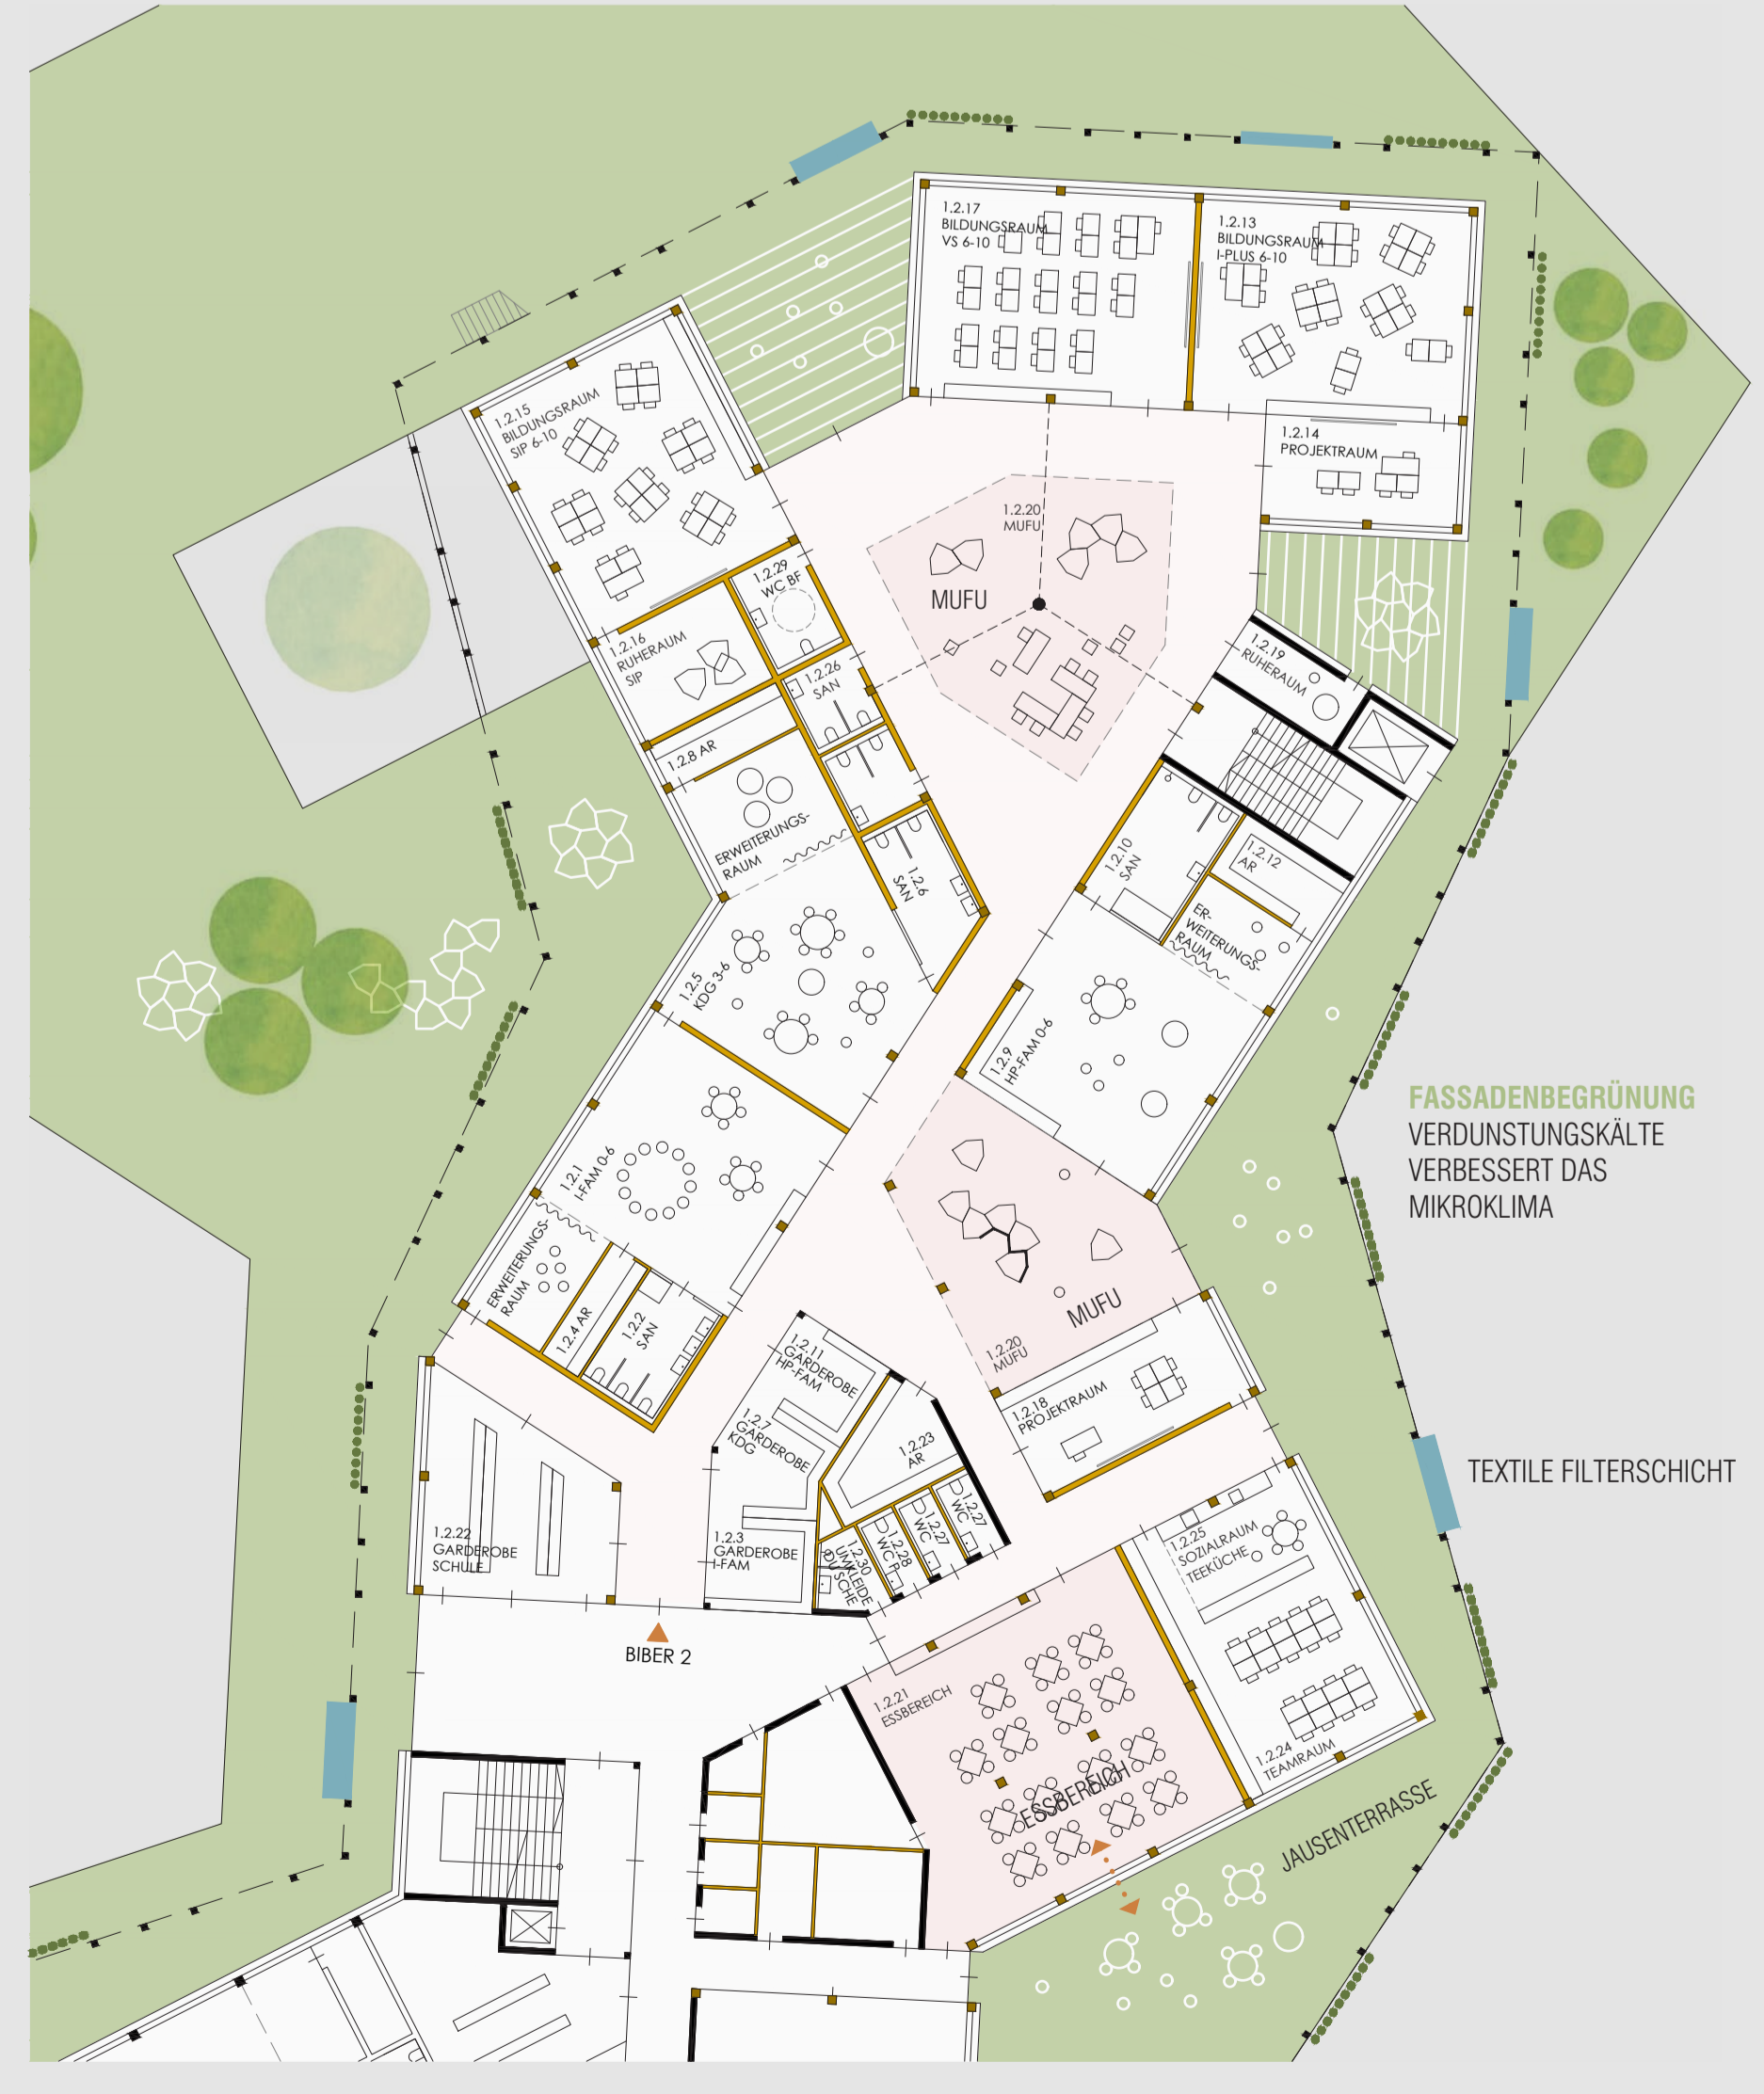 1.2.17
BILDUNGSRAUM
VS 6-10
1.2.13
BILDUNGSRAUM
I-PLUS 6-10
1.2.15
BILDUNGSRAUM
SIP 6-10
1.2.14
PROJEKTRAUM
1.2.20
MUFU
MUFU
1.2.29
WC BF
1.2.16
RUHERAUM
SIP
1.2.26
SAN
1.2.19
RUHERAUM
1.2.8 AR
ERWEITERUNGS-
RAUM
1.2.6
SAN
1.2.10
SAN
1.2.12
AR
ER-
WEITERUNGS-
RAUM
1.2.5
KDG 3-6
1.2.9
HP-FAM 0-6
FASSADENBEGRÜNUNG
VERDUNSTUNGSKÄLTE
VERBESSERT DAS
MIKROKLIMA
1.2.1
I-FAM 0-6
ERWEITERUNGS-
RAUM
1.2.4 AR
1.2.2
SAN
MUFU
1.2.20
MUFU
1.2.11
GARDEROBE
HP-FAM
1.2.7
GARDEROBE
KDG
1.2.23
AR
1.2.18
PROJEKTRAUM
TEXTILE FILTERSCHICHT
1.2.22
GARDEROBE
SCHULE
1.2.3
GARDEROBE
I-FAM
1.2.30
UMKLEIDE
DUSCHE
1.2.28
WC P
1.2.27
WC
1.2.27
WC
1.2.25
SOZIALRAUM
TEEKÜCHE
BIBER 2
1.2.21
ESSBEREICH
ESSBEREICH
1.2.24
TEAMRAUM
JAUSENTERRASSE